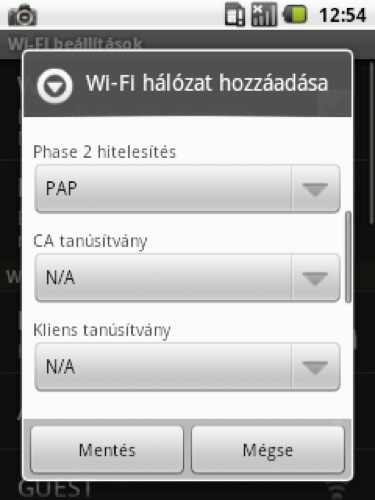 12:54
Wi-Fi beállítások
Wi-Fi hálózat hozzáadása
Phase 2 hitelesítés
PAP
CA tanúsítvány
N/A
Kliens tanúsítvány
N/A
Mentés
Mégse
GUEST